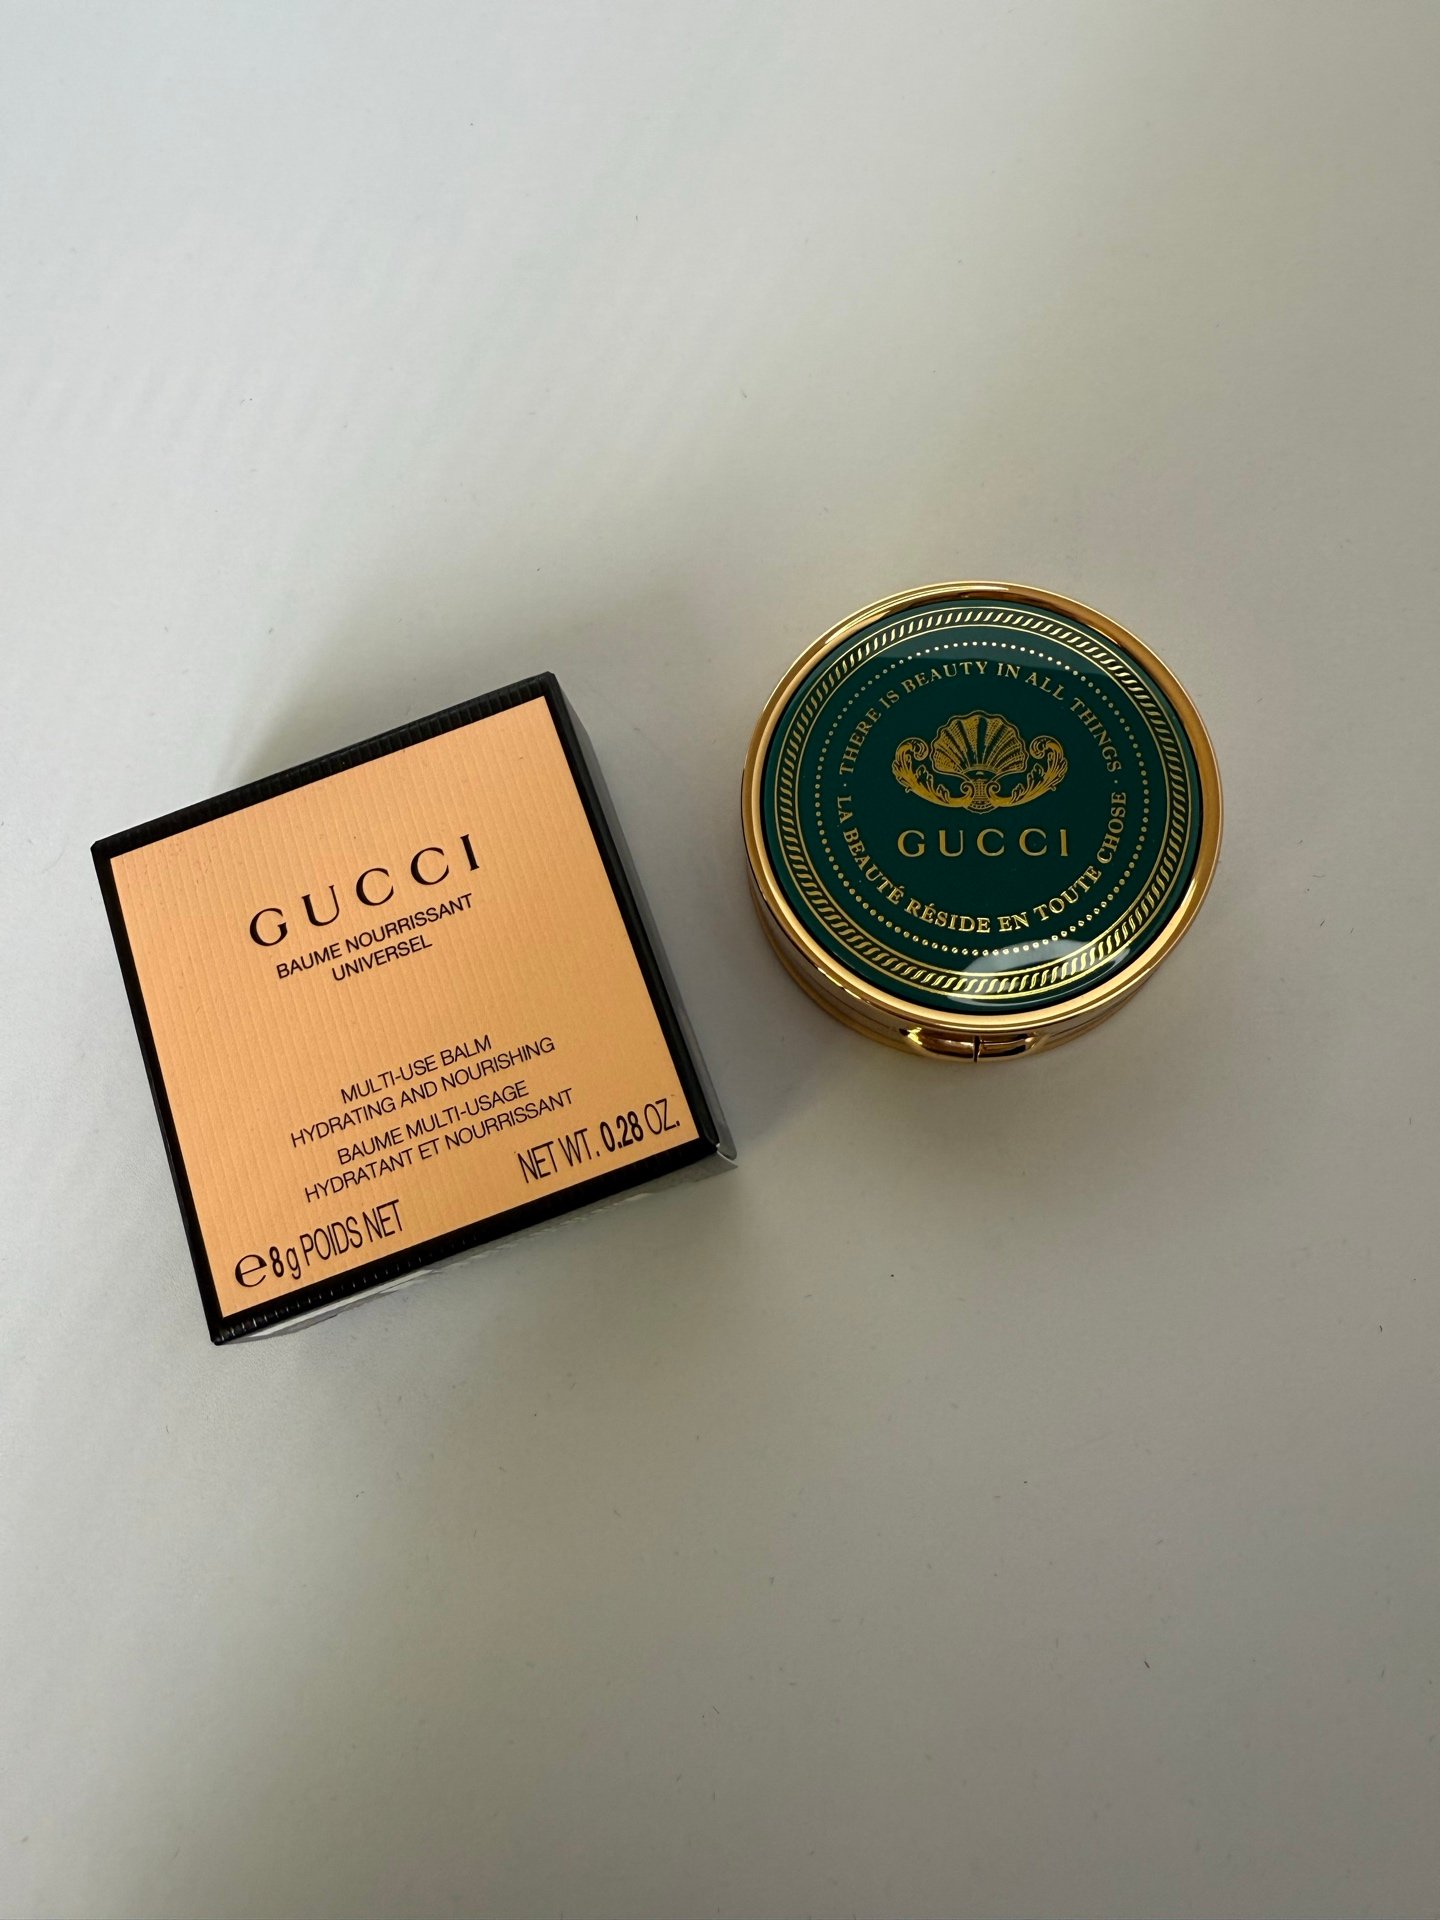 GUCCI
BAUME NOURRISSANT
UNIVERSEL
MULTI-USE BALM
HYDRATING AND NOURISHING
BAUME MULTI-USAGE
HYDRATANT ET NOURRISSANT
℮8g POIDS NET
NET WT. 0.28 OZ.
· THERE IS BEAUTY IN ALL THINGS ·
GUCCI
LA BEAUTÉ RÉSIDE EN TOUTE CHOSE